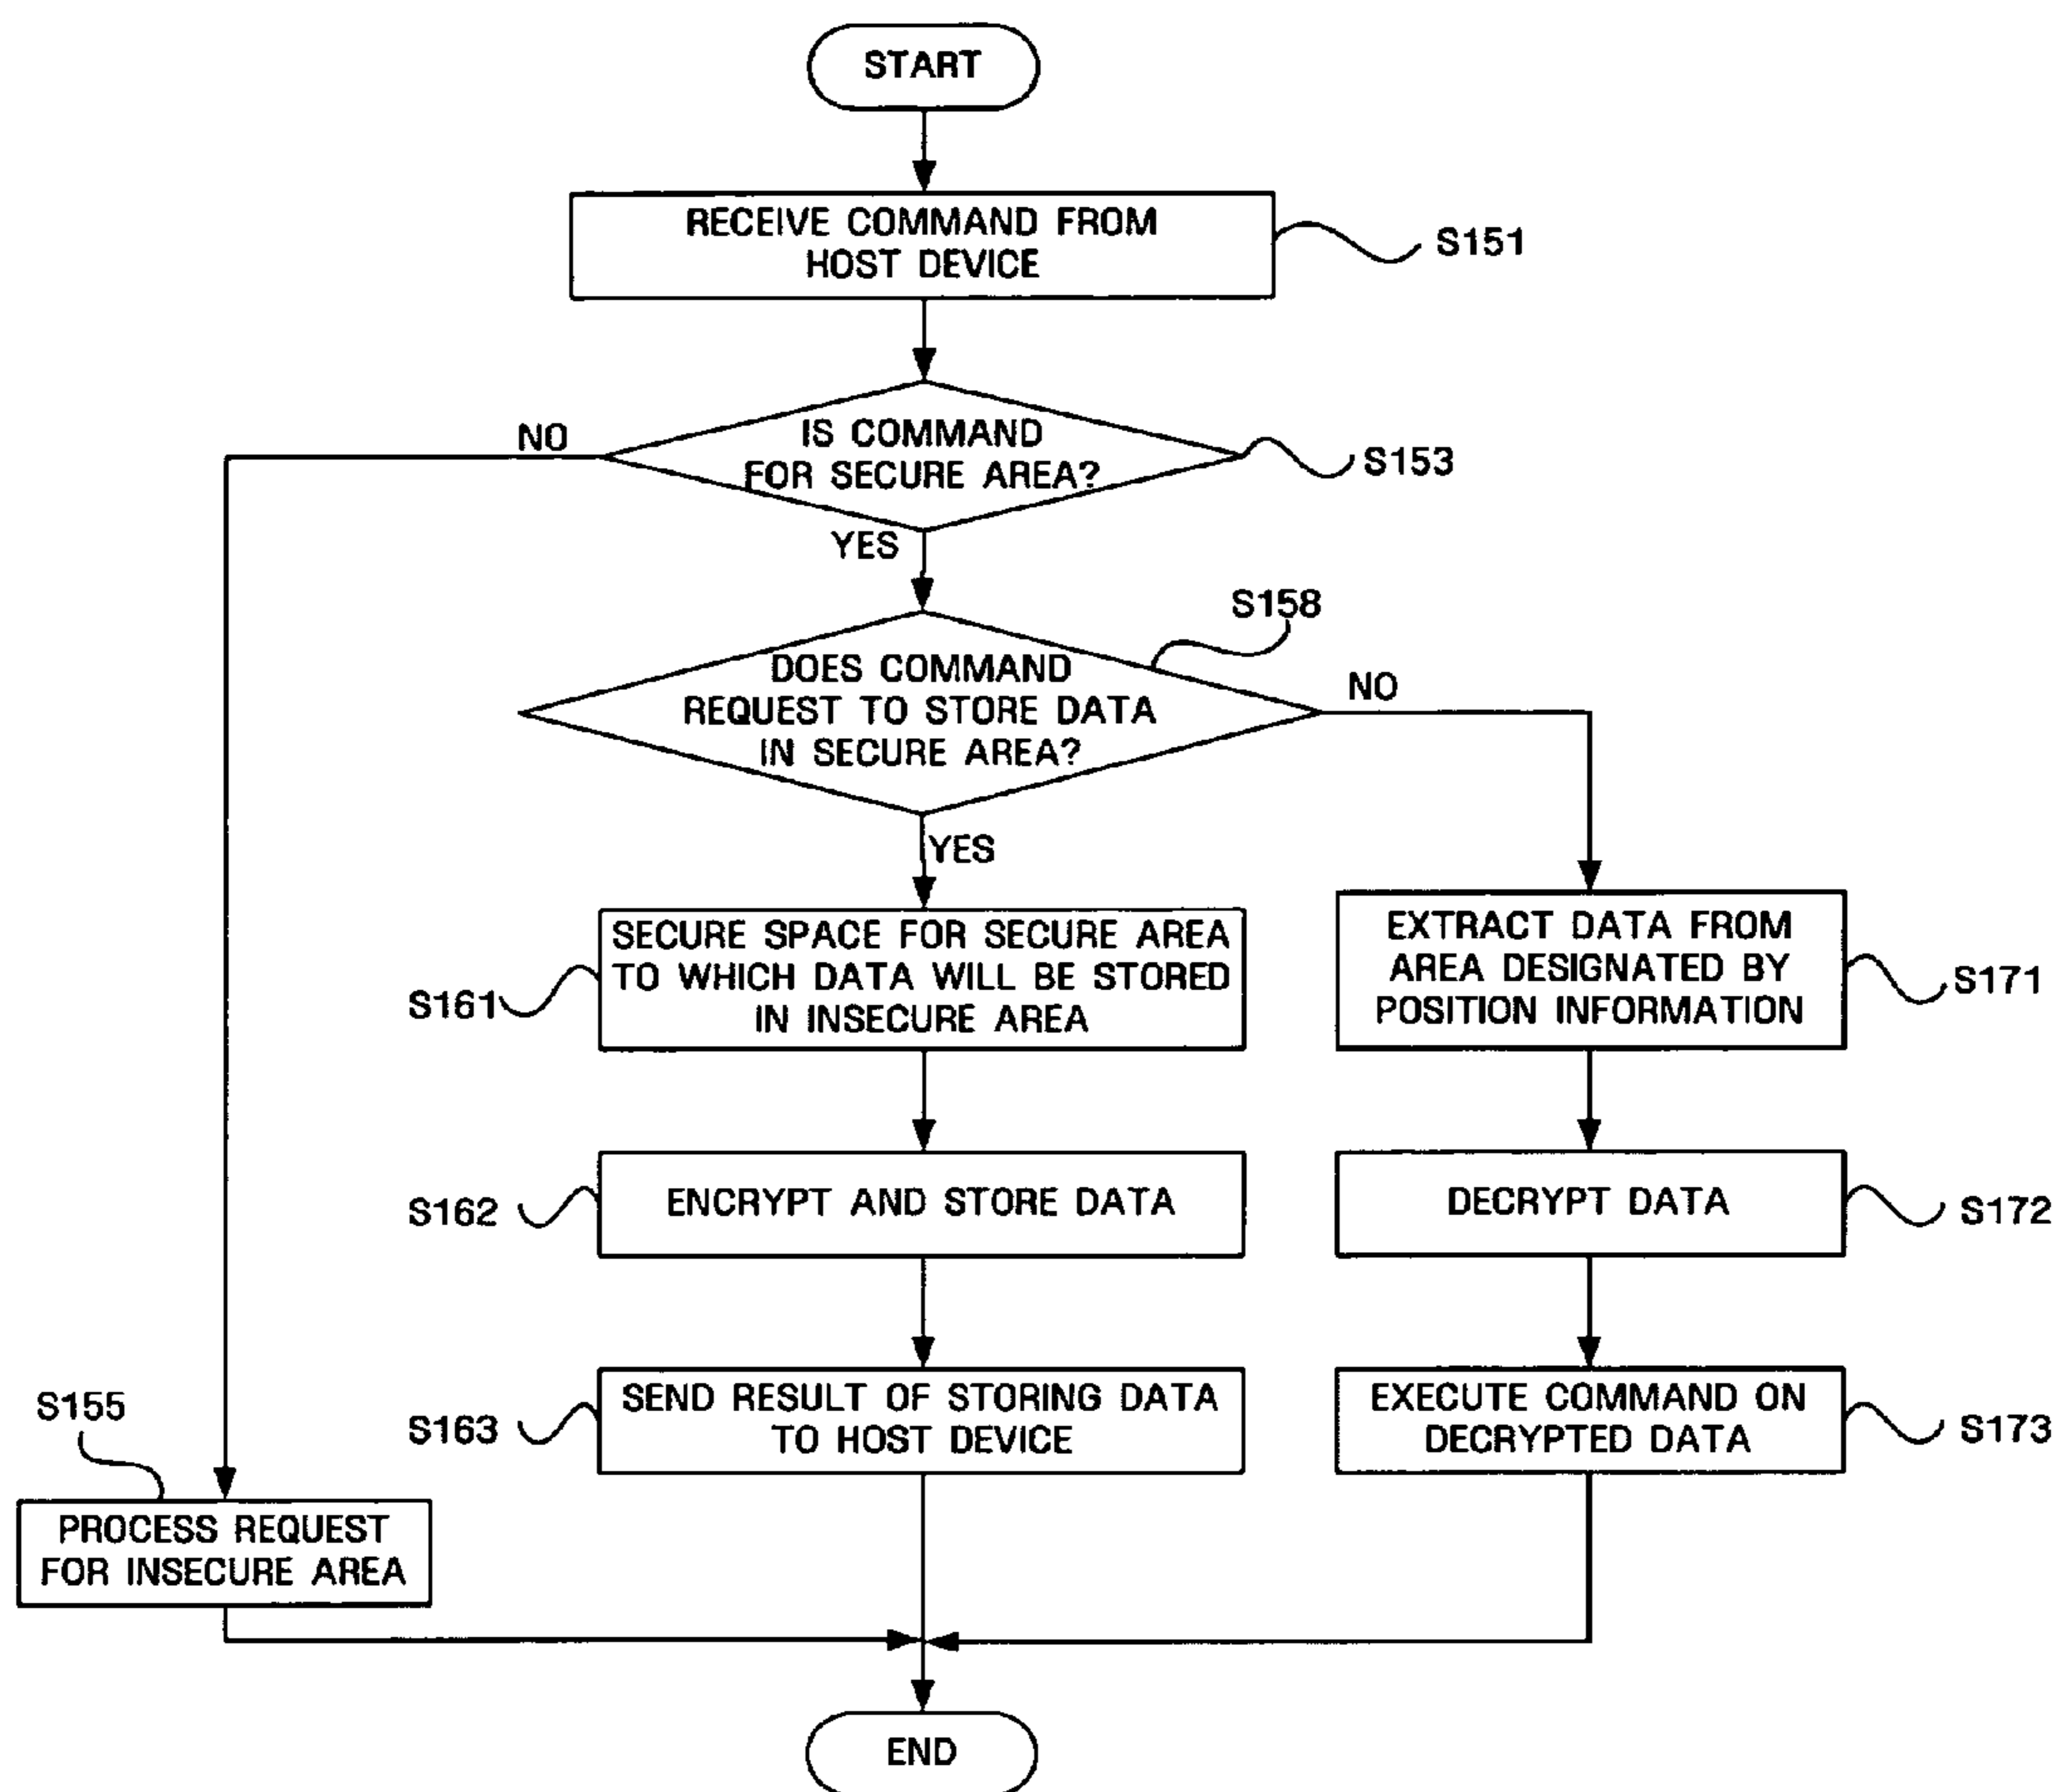 START
RECEIVE COMMAND FROM
HOST DEVICE
S151
IS COMMAND
FOR SECURE AREA?
NO
S153
YES
S158
DOES COMMAND
REQUEST TO STORE DATA
IN SECURE AREA?
NO
YES
SECURE SPACE FOR SECURE AREA
TO WHICH DATA WILL BE STORED
IN INSECURE AREA
S161
EXTRACT DATA FROM
AREA DESIGNATED BY
POSITION INFORMATION
S171
S162
ENCRYPT AND STORE DATA
DECRYPT DATA
S172
S163
SEND RESULT OF STORING DATA
TO HOST DEVICE
EXECUTE COMMAND ON
DECRYPTED DATA
S173
S155
PROCESS REQUEST
FOR INSECURE AREA
END